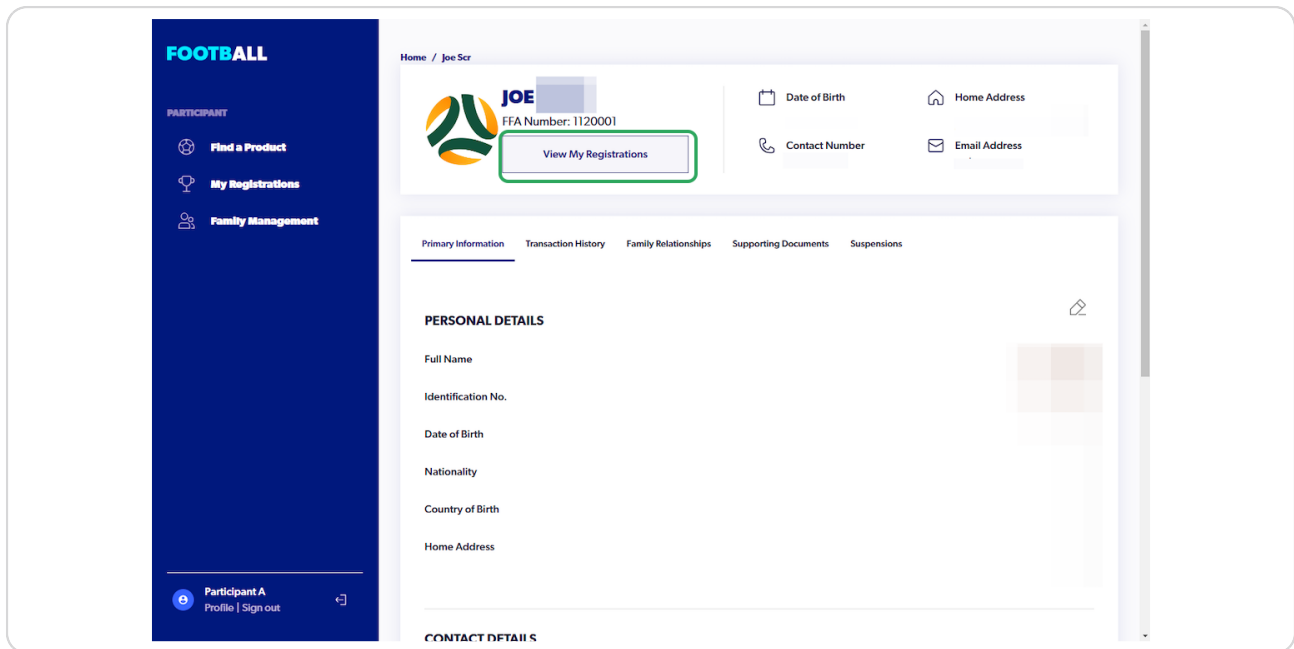 FOOTBALL
PARTICIPANT
Find a Product
My Registrations
Family Management
Participant A
Profile | Sign out
Home / Joe Scr
JOE
FFA Number: 1120001
View My Registrations
Date of Birth
Home Address
Contact Number
Email Address
Primary Information Transaction History Family Relationships Supporting Documents Suspensions
PERSONAL DETAILS
Full Name
Identification No.
Date of Birth
Nationality
Country of Birth
Home Address
CONTACT DETAILS